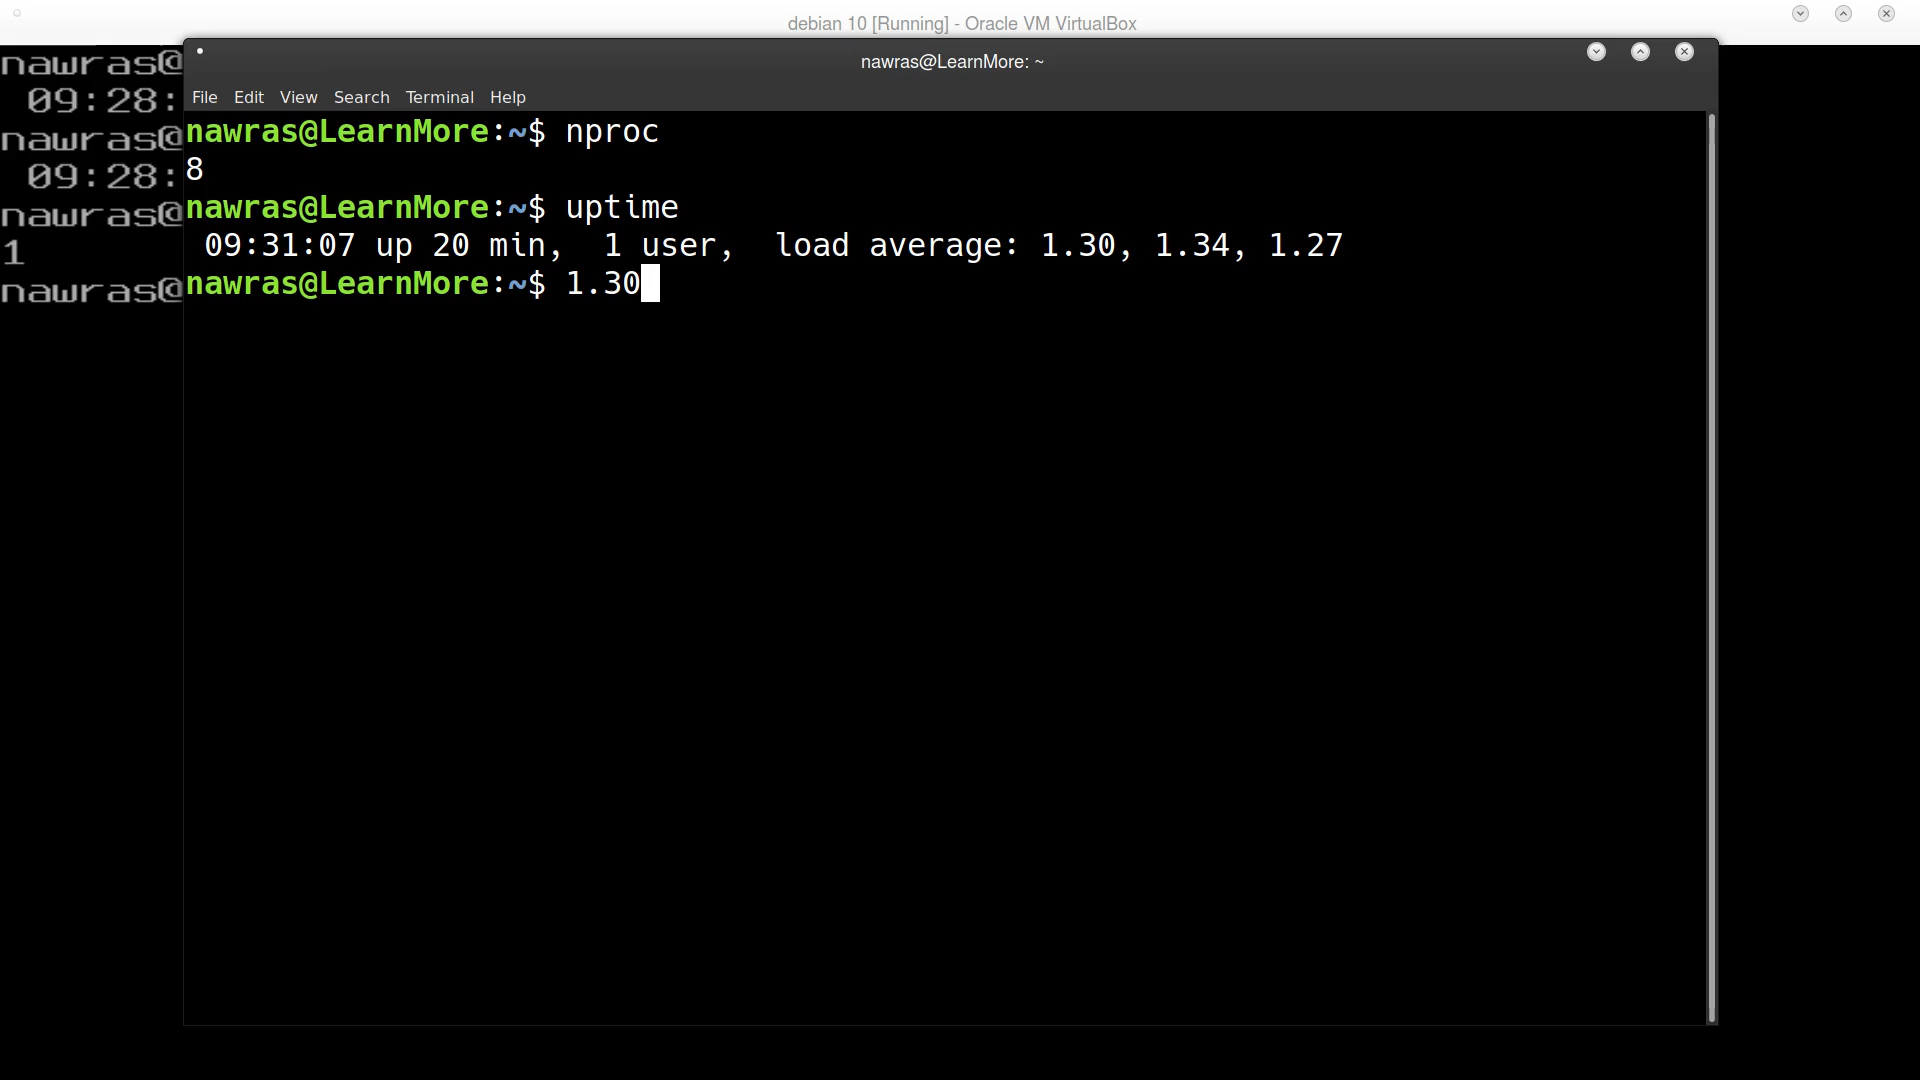 debian 10 [Running] - Oracle VM VirtualBox
nawras@
09:28:
nawras@
09:28:
nawras@
1
nawras@
nawras@LearnMore: ~
File Edit View Search Terminal Help
nawras@LearnMore:~$ nproc
8
nawras@LearnMore:~$ uptime
 09:31:07 up 20 min,  1 user,  load average: 1.30, 1.34, 1.27
nawras@LearnMore:~$ 1.30